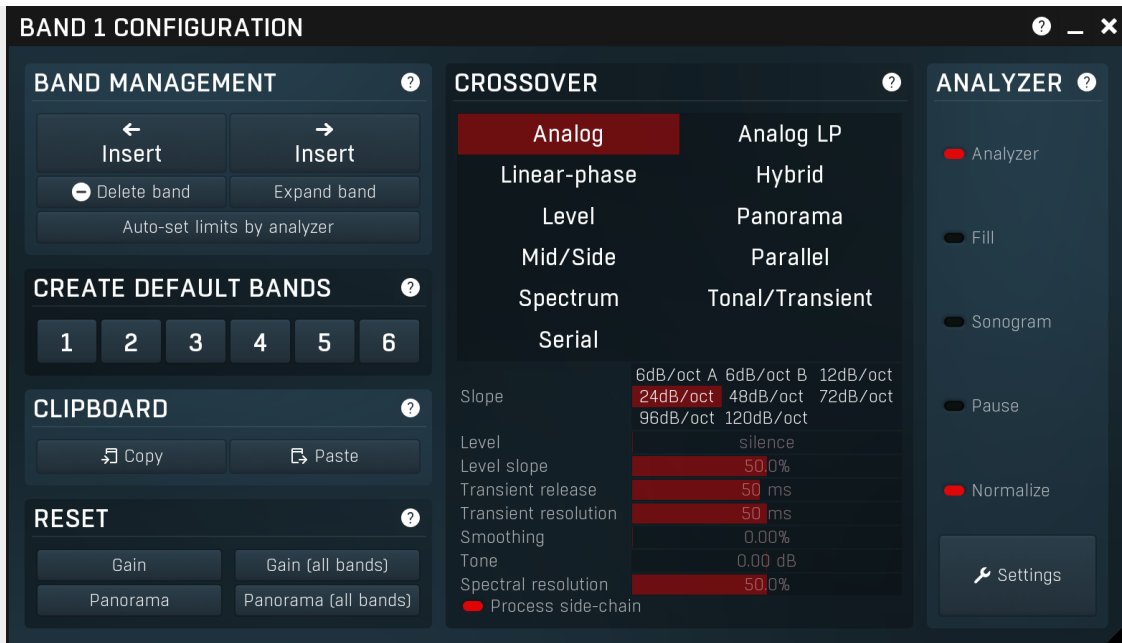 BAND 1 CONFIGURATION
BAND MANAGEMENT
Insert
Insert
Delete band
Expand band
Auto-set limits by analyzer
CREATE DEFAULT BANDS
1 2 3 4 5 6
CLIPBOARD
Copy
Paste
RESET
Gain
Gain (all bands)
Panorama
Panorama (all bands)
CROSSOVER
Analog
Analog LP
Linear-phase
Hybrid
Level
Panorama
Mid/Side
Parallel
Spectrum
Tonal/Transient
Serial
Slope
6dB/oct A 6dB/oct B 12dB/oct
24dB/oct 48dB/oct 72dB/oct
96dB/oct 120dB/oct
Level silence
Level slope 50.0%
Transient release 50 ms
Transient resolution 50 ms
Smoothing 0.00%
Tone 0.00 dB
Spectral resolution 50.0%
Process side-chain
ANALYZER
Analyzer
Fill
Sonogram
Pause
Normalize
Settings